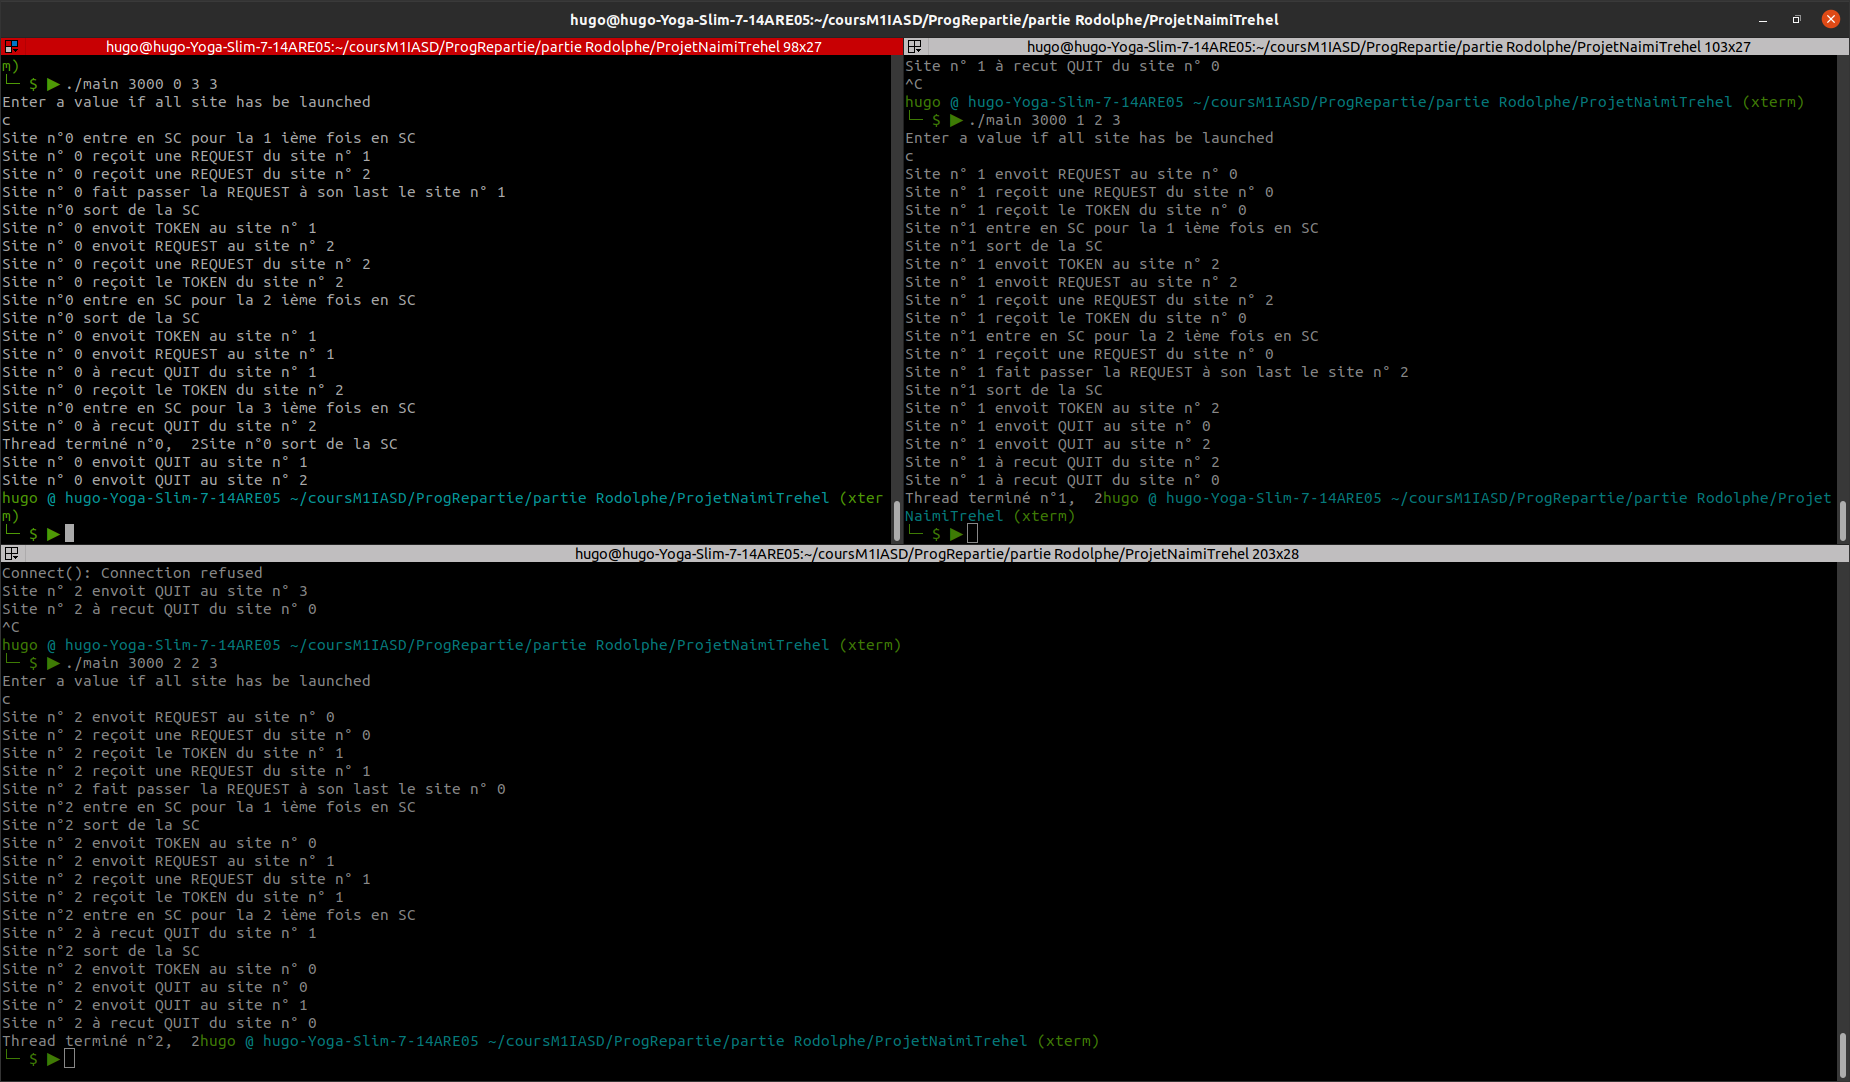 hugo@hugo-Yoga-Slim-7-14ARE05:~/coursM1IASD/ProgRepartie/partie Rodolphe/ProjetNaimiTrehel
hugo@hugo-Yoga-Slim-7-14ARE05:~/coursM1IASD/ProgRepartie/partie Rodolphe/ProjetNaimiTrehel 98x27
m)
└─ $ ▶ ./main 3000 0 3 3
Enter a value if all site has be launched
c
Site n°0 entre en SC pour la 1 ième fois en SC
Site n° 0 reçoit une REQUEST du site n° 1
Site n° 0 reçoit une REQUEST du site n° 2
Site n° 0 fait passer la REQUEST à son last le site n° 1
Site n°0 sort de la SC
Site n° 0 envoit TOKEN au site n° 1
Site n° 0 envoit REQUEST au site n° 2
Site n° 0 reçoit une REQUEST du site n° 2
Site n° 0 reçoit le TOKEN du site n° 2
Site n°0 entre en SC pour la 2 ième fois en SC
Site n°0 sort de la SC
Site n° 0 envoit TOKEN au site n° 1
Site n° 0 envoit REQUEST au site n° 1
Site n° 0 à recut QUIT du site n° 1
Site n° 0 reçoit le TOKEN du site n° 2
Site n°0 entre en SC pour la 3 ième fois en SC
Site n° 0 à recut QUIT du site n° 2
Thread terminé n°0,  2Site n°0 sort de la SC
Site n° 0 envoit QUIT au site n° 1
Site n° 0 envoit QUIT au site n° 2
hugo @ hugo-Yoga-Slim-7-14ARE05 ~/coursM1IASD/ProgRepartie/partie Rodolphe/ProjetNaimiTrehel (xter
m)
└─ $ ▶
hugo@hugo-Yoga-Slim-7-14ARE05:~/coursM1IASD/ProgRepartie/partie Rodolphe/ProjetNaimiTrehel 103x27
Site n° 1 à recut QUIT du site n° 0
^C
hugo @ hugo-Yoga-Slim-7-14ARE05 ~/coursM1IASD/ProgRepartie/partie Rodolphe/ProjetNaimiTrehel (xterm)
└─ $ ▶ ./main 3000 1 2 3
Enter a value if all site has be launched
c
Site n° 1 envoit REQUEST au site n° 0
Site n° 1 reçoit une REQUEST du site n° 0
Site n° 1 reçoit le TOKEN du site n° 0
Site n°1 entre en SC pour la 1 ième fois en SC
Site n°1 sort de la SC
Site n° 1 envoit TOKEN au site n° 2
Site n° 1 envoit REQUEST au site n° 2
Site n° 1 reçoit une REQUEST du site n° 2
Site n° 1 reçoit le TOKEN du site n° 0
Site n°1 entre en SC pour la 2 ième fois en SC
Site n° 1 reçoit une REQUEST du site n° 0
Site n° 1 fait passer la REQUEST à son last le site n° 2
Site n°1 sort de la SC
Site n° 1 envoit TOKEN au site n° 2
Site n° 1 envoit QUIT au site n° 0
Site n° 1 envoit QUIT au site n° 2
Site n° 1 à recut QUIT du site n° 2
Site n° 1 à recut QUIT du site n° 0
Thread terminé n°1,  2hugo @ hugo-Yoga-Slim-7-14ARE05 ~/coursM1IASD/ProgRepartie/partie Rodolphe/Projet
NaimiTrehel (xterm)
└─ $ ▶
hugo@hugo-Yoga-Slim-7-14ARE05:~/coursM1IASD/ProgRepartie/partie Rodolphe/ProjetNaimiTrehel 203x28
Connect(): Connection refused
Site n° 2 envoit QUIT au site n° 3
Site n° 2 à recut QUIT du site n° 0
^C
hugo @ hugo-Yoga-Slim-7-14ARE05 ~/coursM1IASD/ProgRepartie/partie Rodolphe/ProjetNaimiTrehel (xterm)
└─ $ ▶ ./main 3000 2 2 3
Enter a value if all site has be launched
c
Site n° 2 envoit REQUEST au site n° 0
Site n° 2 reçoit une REQUEST du site n° 0
Site n° 2 reçoit le TOKEN du site n° 1
Site n° 2 reçoit une REQUEST du site n° 1
Site n° 2 fait passer la REQUEST à son last le site n° 0
Site n°2 entre en SC pour la 1 ième fois en SC
Site n°2 sort de la SC
Site n° 2 envoit TOKEN au site n° 0
Site n° 2 envoit REQUEST au site n° 1
Site n° 2 reçoit une REQUEST du site n° 1
Site n° 2 reçoit le TOKEN du site n° 1
Site n°2 entre en SC pour la 2 ième fois en SC
Site n° 2 à recut QUIT du site n° 1
Site n°2 sort de la SC
Site n° 2 envoit TOKEN au site n° 0
Site n° 2 envoit QUIT au site n° 0
Site n° 2 envoit QUIT au site n° 1
Site n° 2 à recut QUIT du site n° 0
Thread terminé n°2,  2hugo @ hugo-Yoga-Slim-7-14ARE05 ~/coursM1IASD/ProgRepartie/partie Rodolphe/ProjetNaimiTrehel (xterm)
└─ $ ▶